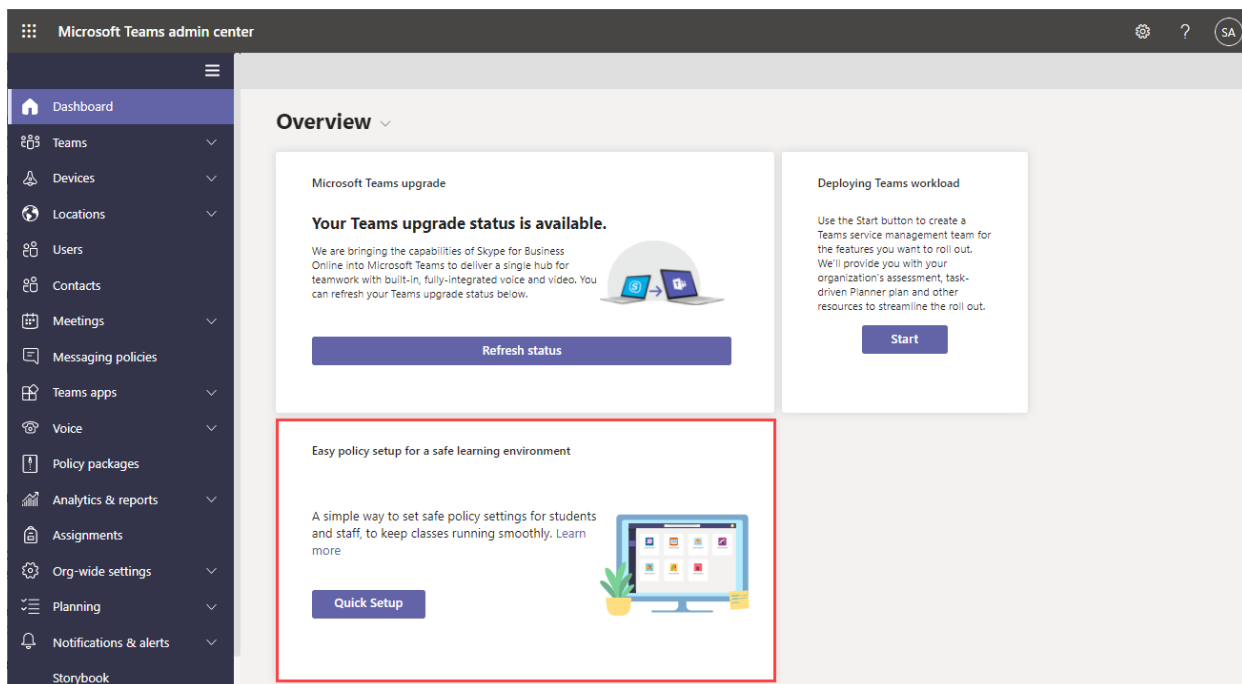 Microsoft Teams admin center
SA
Dashboard
Teams
Devices
Locations
Users
Contacts
Meetings
Messaging policies
Teams apps
Voice
Policy packages
Analytics & reports
Assignments
Org-wide settings
Planning
Notifications & alerts
Storybook
Overview
Microsoft Teams upgrade
Your Teams upgrade status is available.
We are bringing the capabilities of Skype for Business
Online into Microsoft Teams to deliver a single hub for
teamwork with built-in, fully-integrated voice and video. You
can refresh your Teams upgrade status below.
Refresh status
Deploying Teams workload
Use the Start button to create a
Teams service management team for
the features you want to roll out.
We'll provide you with your
organization's assessment, task-
driven Planner plan and other
resources to streamline the roll out.
Start
Easy policy setup for a safe learning environment
A simple way to set safe policy settings for students
and staff, to keep classes running smoothly. Learn
more
Quick Setup